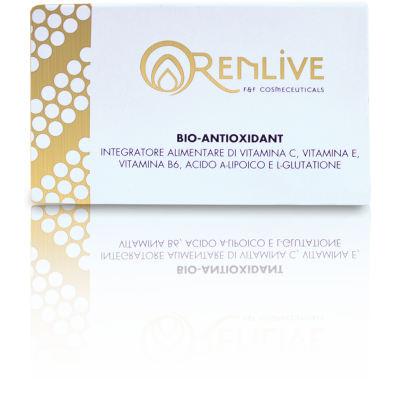 RENLIVE
F&F COSMECEUTICALS
BIO-ANTIOXIDANT
INTEGRATORE ALIMENTARE DI VITAMINA C, VITAMINA E,
VITAMINA B6, ACIDO A-LIPOICO E L-GLUTATIONE